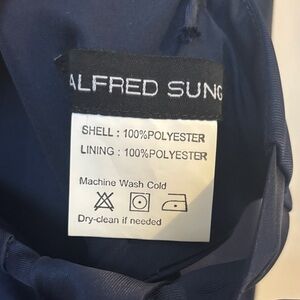 ALFRED SUNG
SHELL : 100%POLYESTER
LINING : 100%POLYESTER
Machine Wash Cold
Dry-clean if needed